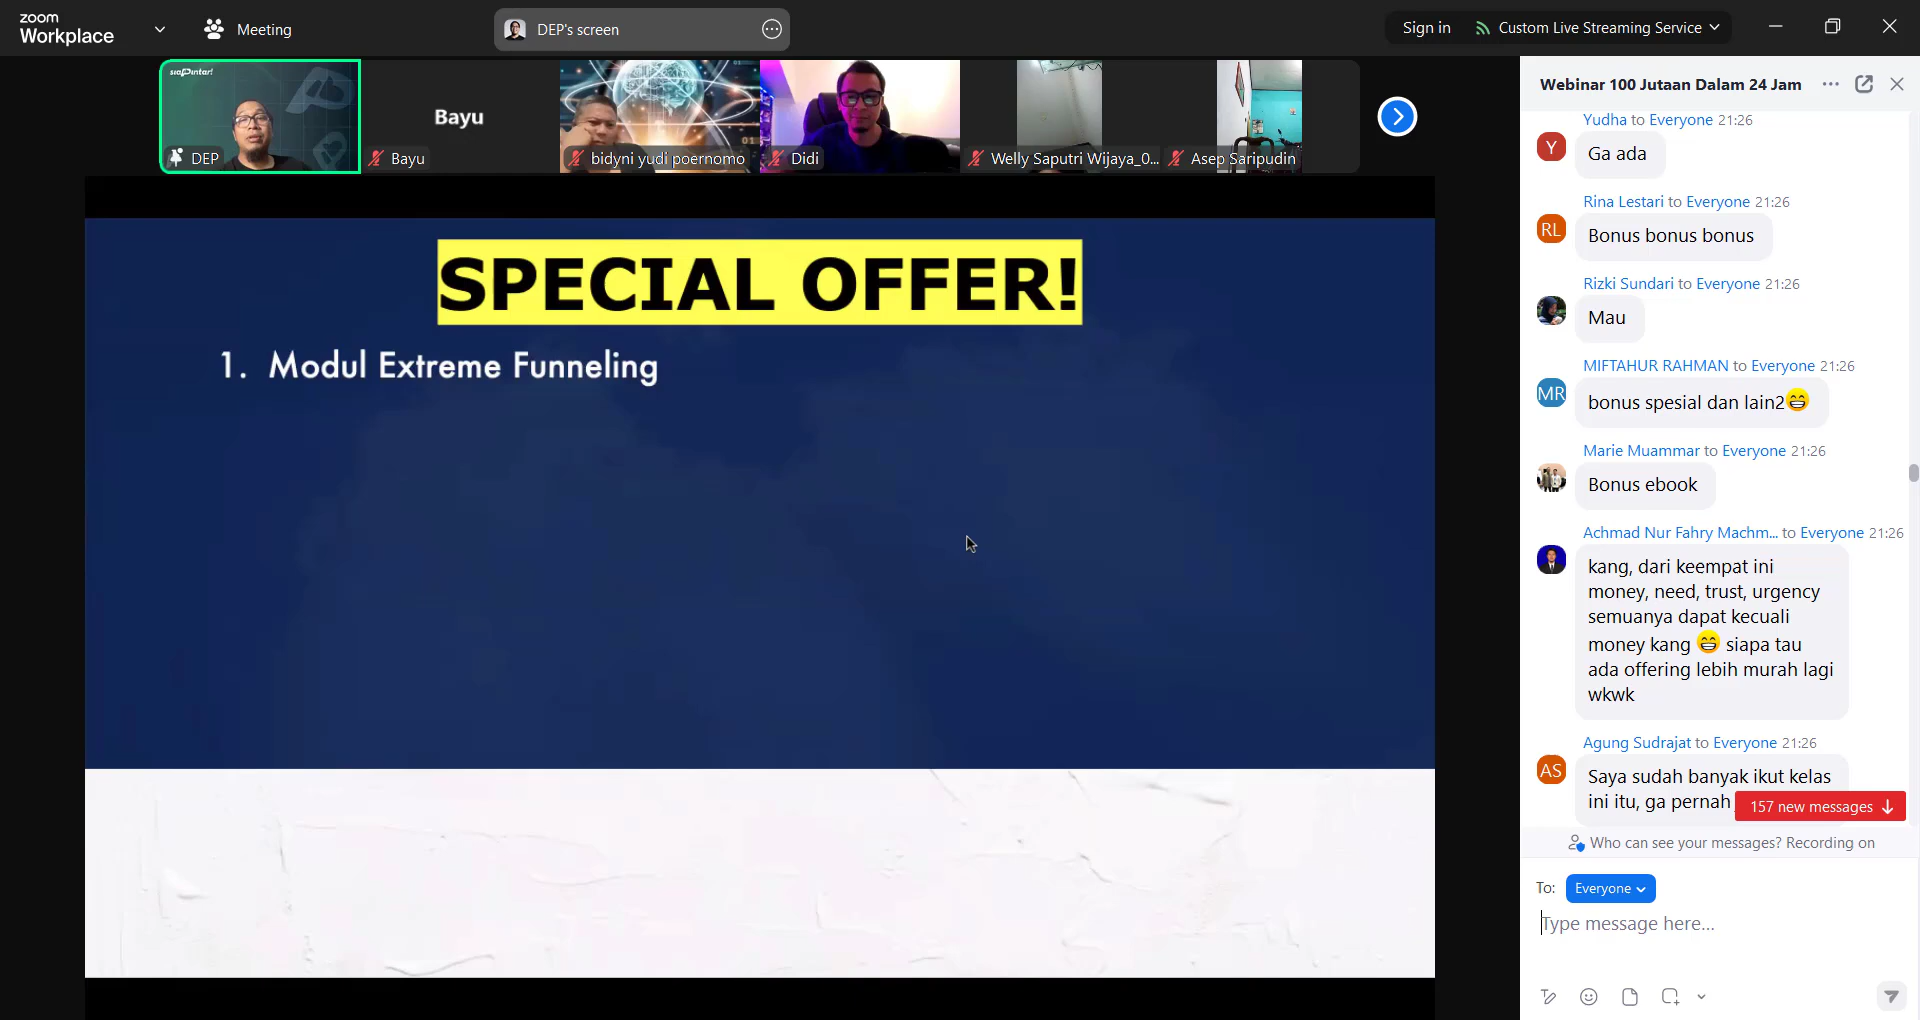 zoom
Workplace
Meeting
DEP's screen
Sign in
Custom Live Streaming Service
siapPintar!
DEP
Bayu
Bayu
bidyni yudi poernomo
Didi
Welly Saputri Wijaya_0...
Asep Saripudin
SPECIAL OFFER!
1. Modul Extreme Funneling
Webinar 100 Jutaan Dalam 24 Jam
Yudha to Everyone 21:26
Y
Ga ada
Rina Lestari to Everyone 21:26
RL
Bonus bonus bonus
Rizki Sundari to Everyone 21:26
Mau
MIFTAHUR RAHMAN to Everyone 21:26
MR
bonus spesial dan lain2😁
Marie Muammar to Everyone 21:26
Bonus ebook
Achmad Nur Fahry Machm... to Everyone 21:26
kang, dari keempat ini
money, need, trust, urgency
semuanya dapat kecuali
money kang 😁 siapa tau
ada offering lebih murah lagi
wkwk
Agung Sudrajat to Everyone 21:26
AS
Saya sudah banyak ikut kelas
ini itu, ga pernah
157 new messages
Who can see your messages? Recording on
To: Everyone
Type message here...